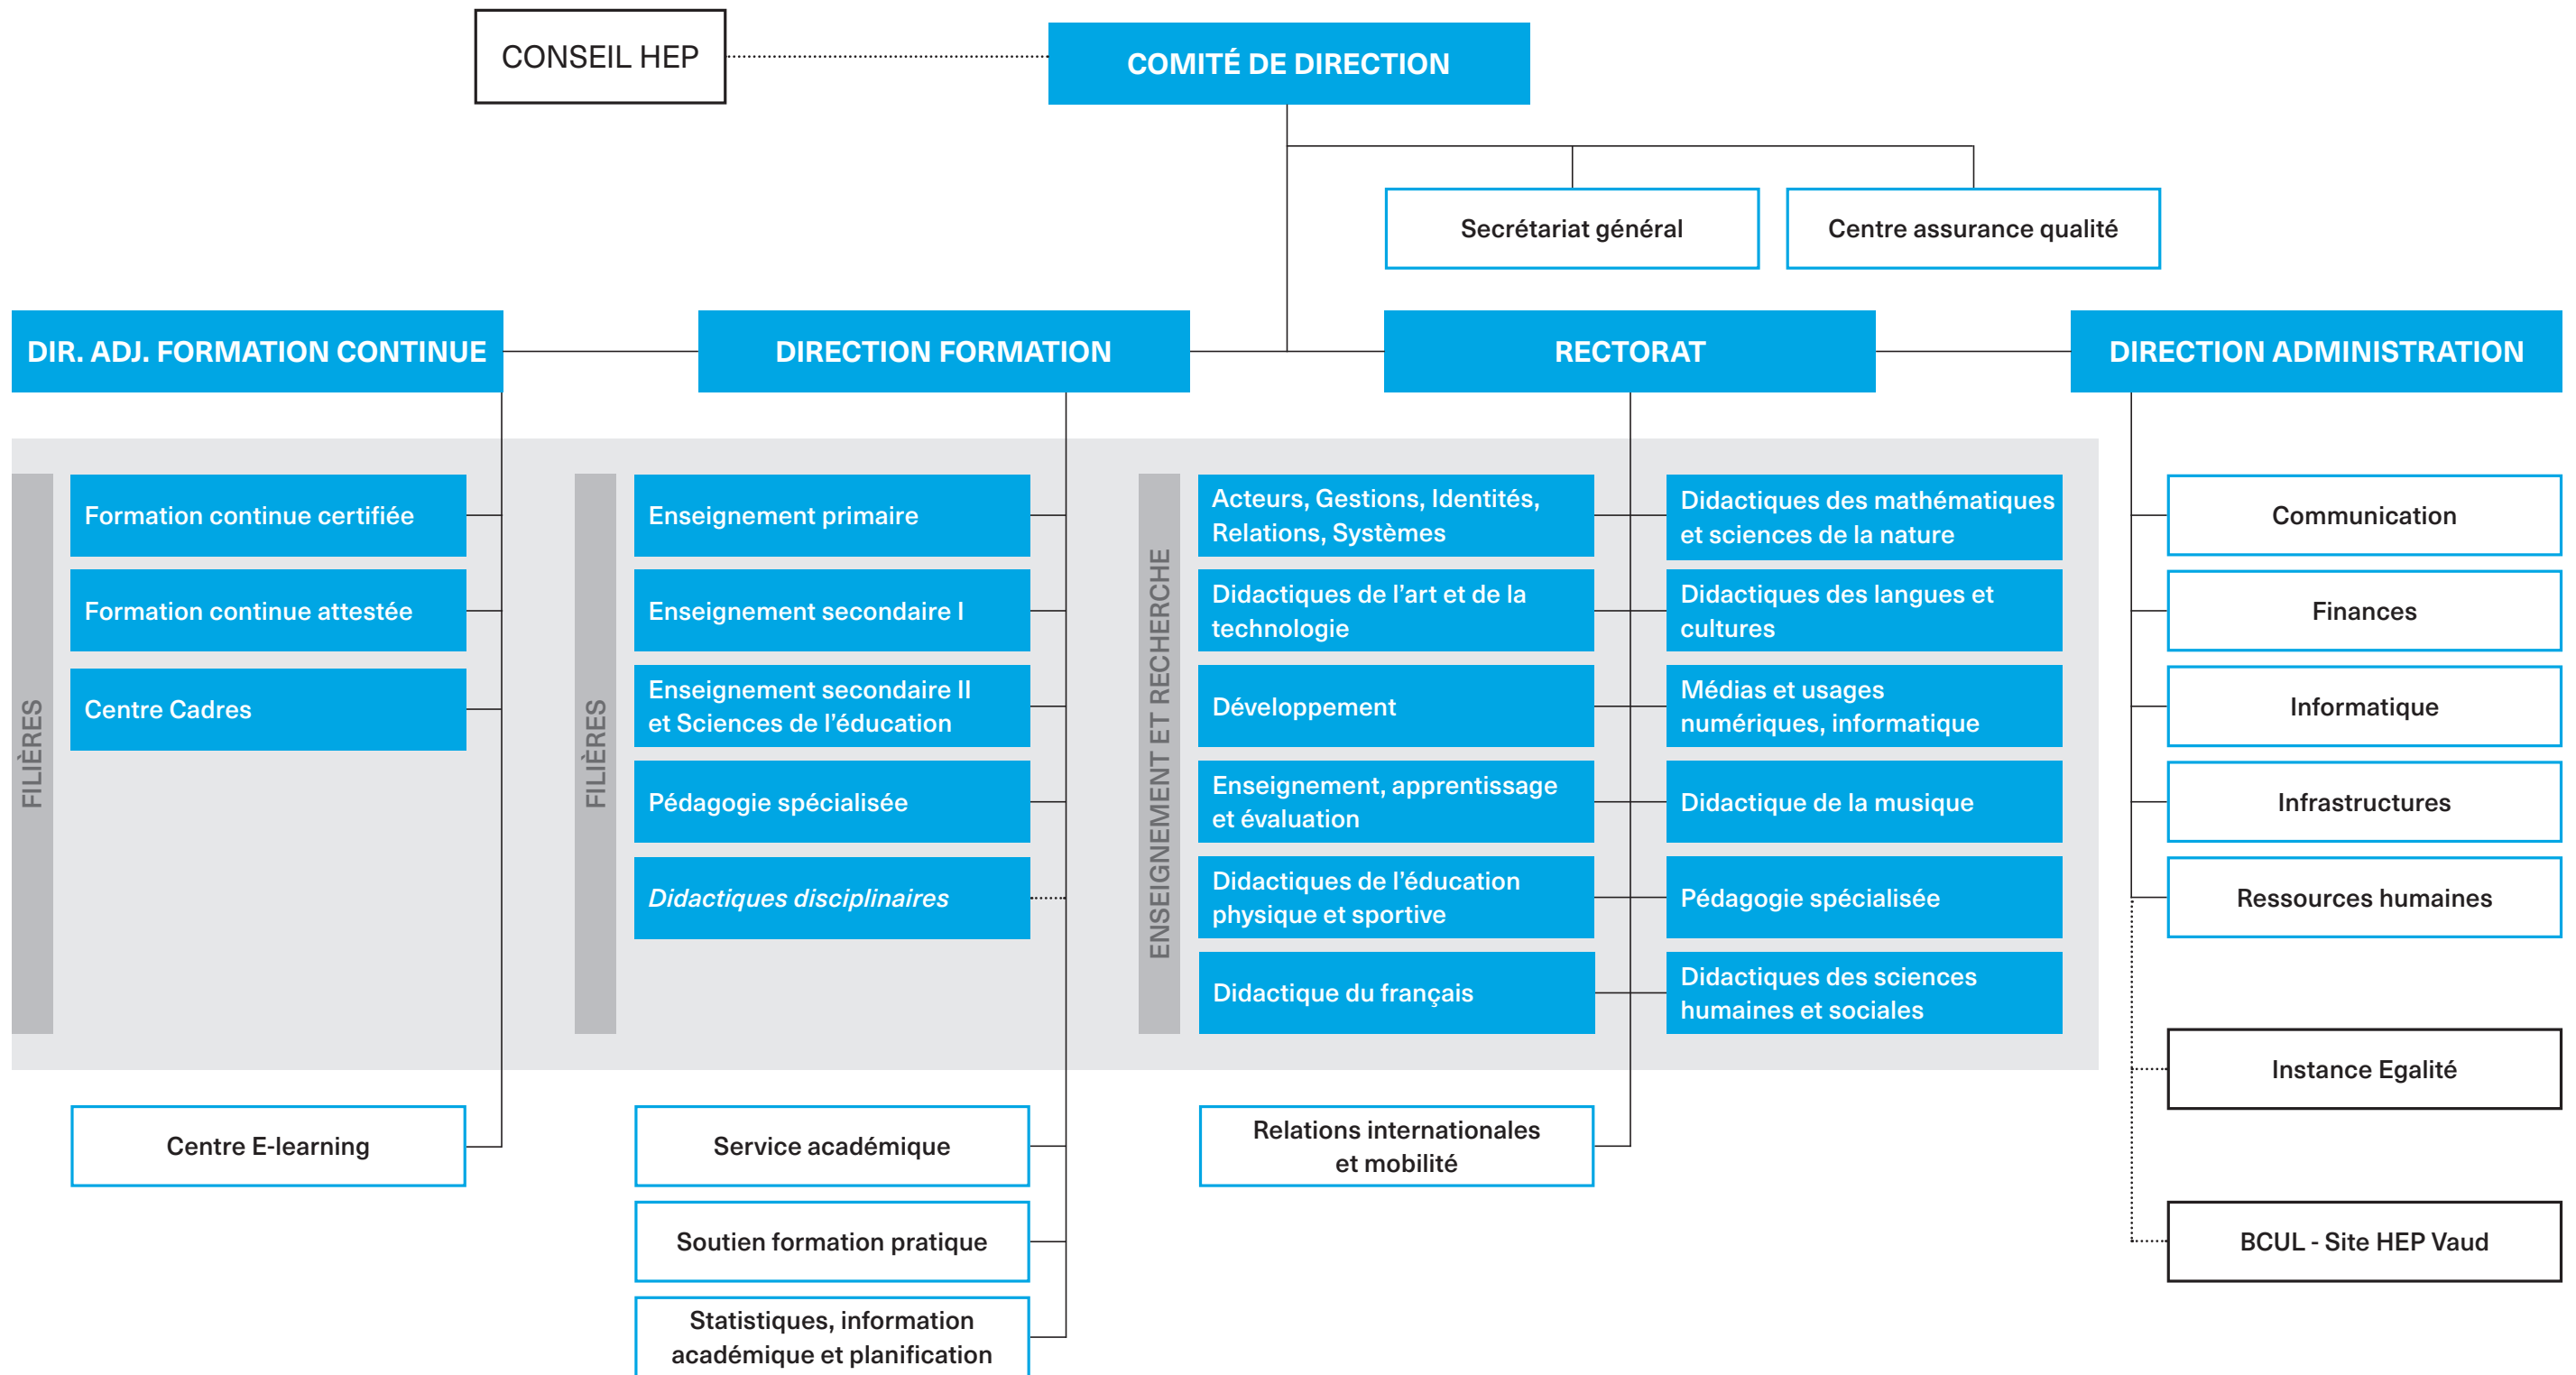 CONSEIL HEP
COMITÉ DE DIRECTION
Secrétariat général
Centre assurance qualité
DIR. ADJ. FORMATION CONTINUE
DIRECTION FORMATION
RECTORAT
DIRECTION ADMINISTRATION
FILIÈRES
Formation continue certifiée
Formation continue attestée
Centre Cadres
Centre E-learning
FILIÈRES
Enseignement primaire
Enseignement secondaire I
Enseignement secondaire II
et Sciences de l'éducation
Pédagogie spécialisée
Didactiques disciplinaires
Service académique
Soutien formation pratique
Statistiques, information
académique et planification
ENSEIGNEMENT ET RECHERCHE
Acteurs, Gestions, Identités,
Relations, Systèmes
Didactiques de l'art et de la
technologie
Développement
Enseignement, apprentissage
et évaluation
Didactiques de l'éducation
physique et sportive
Didactique du français
Didactiques des mathématiques
et sciences de la nature
Didactiques des langues et
cultures
Médias et usages
numériques, informatique
Didactique de la musique
Pédagogie spécialisée
Didactiques des sciences
humaines et sociales
Relations internationales
et mobilité
Communication
Finances
Informatique
Infrastructures
Ressources humaines
Instance Egalité
BCUL - Site HEP Vaud